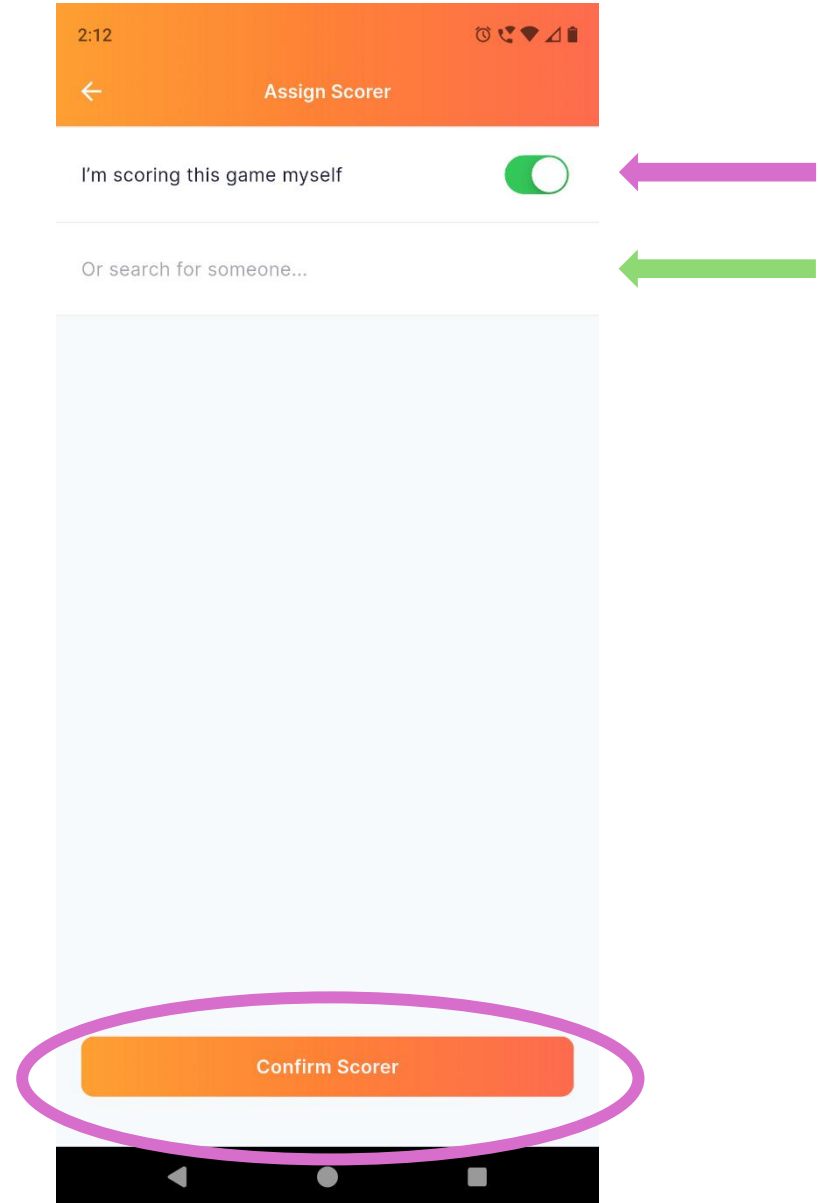 2:12
Assign Scorer
I'm scoring this game myself
Or search for someone...
Confirm Scorer